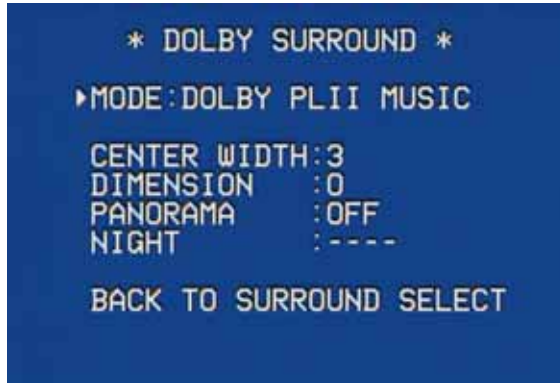 * DOLBY SURROUND *
▸MODE:DOLBY PLII MUSIC
CENTER WIDTH:3
DIMENSION :0
PANORAMA :OFF
NIGHT :----
BACK TO SURROUND SELECT